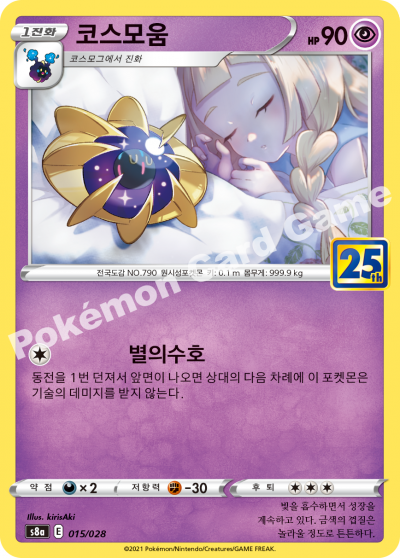 1진화
코스모움
HP 90
코스모그에서 진화
전국도감 NO.790 원시성포켓몬 키: 0.1 m 몸무게: 999.9 kg
25th
Pokémon Card Game
별의수호
동전을 1번 던져서 앞면이 나오면 상대의 다음 차례에 이 포켓몬은
기술의 데미지를 받지 않는다.
약점 ×2 저항력 -30 후퇴
Illus. kirisAki
s8a E 015/028
빛을 흡수하면서 성장을
계속하고 있다. 금색의 껍질은
놀라울 정도로 튼튼하다.
©2021 Pokémon/Nintendo/Creatures/GAME FREAK.